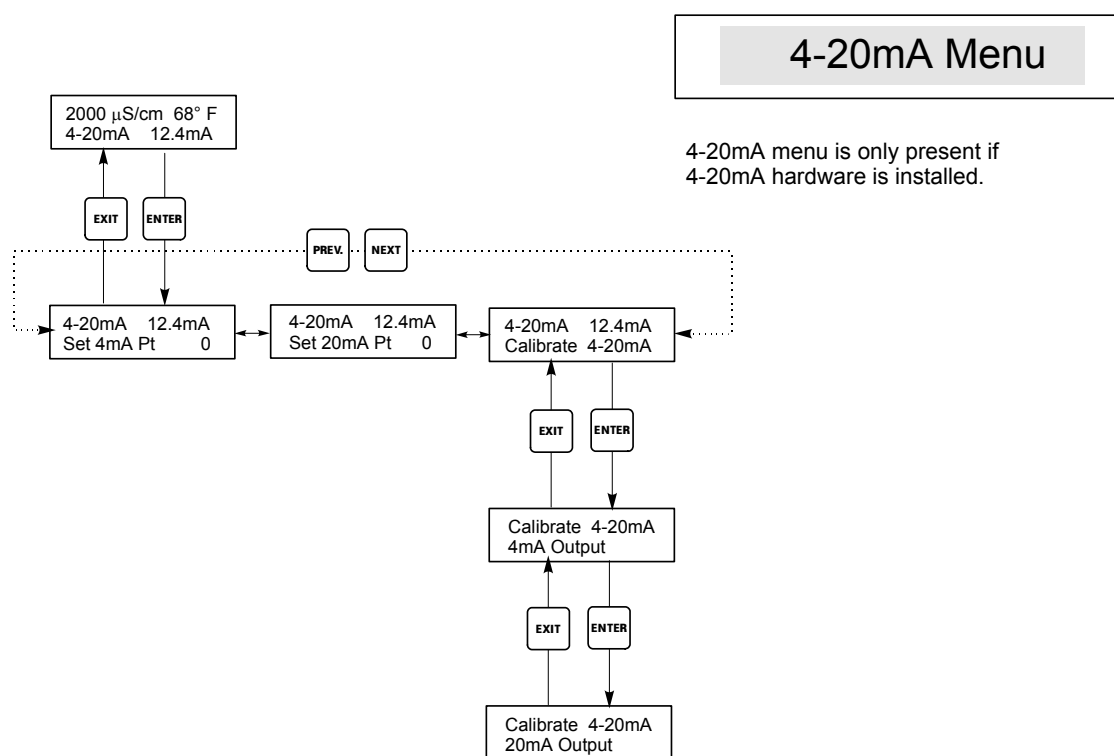 4-20mA Menu
4-20mA menu is only present if
4-20mA hardware is installed.
2000 µS/cm 68° F
4-20mA 12.4mA
EXIT
ENTER
PREV.
NEXT
4-20mA 12.4mA
Set 4mA Pt 0
4-20mA 12.4mA
Set 20mA Pt 0
4-20mA 12.4mA
Calibrate 4-20mA
EXIT
ENTER
Calibrate 4-20mA
4mA Output
EXIT
ENTER
Calibrate 4-20mA
20mA Output